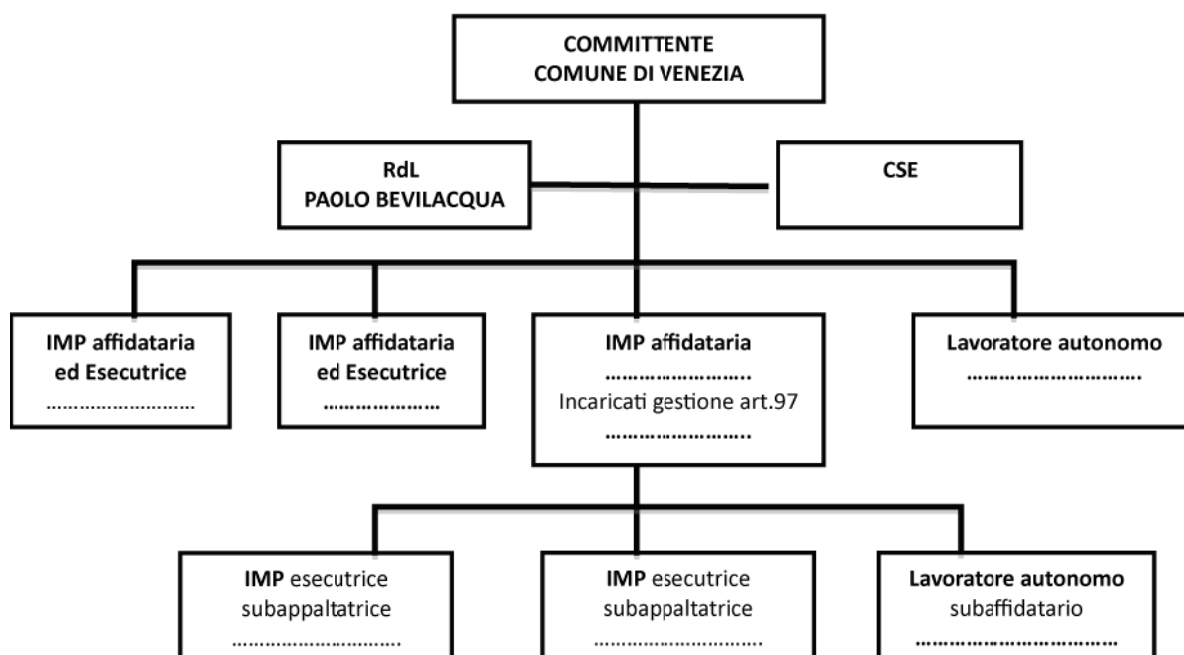 COMMITTENTE
COMUNE DI VENEZIA
RdL
PAOLO BEVILACQUA
CSE
IMP affidataria
ed Esecutrice
...............................
IMP affidataria
ed Esecutrice
........................
IMP affidataria
..............................
Incaricati gestione art.97
..............................
Lavoratore autonomo
....................................
IMP esecutrice
subappaltatrice
...................................
IMP esecutrice
subappaltatrice
...................................
Lavoratore autonomo
subaffidatario
....................................